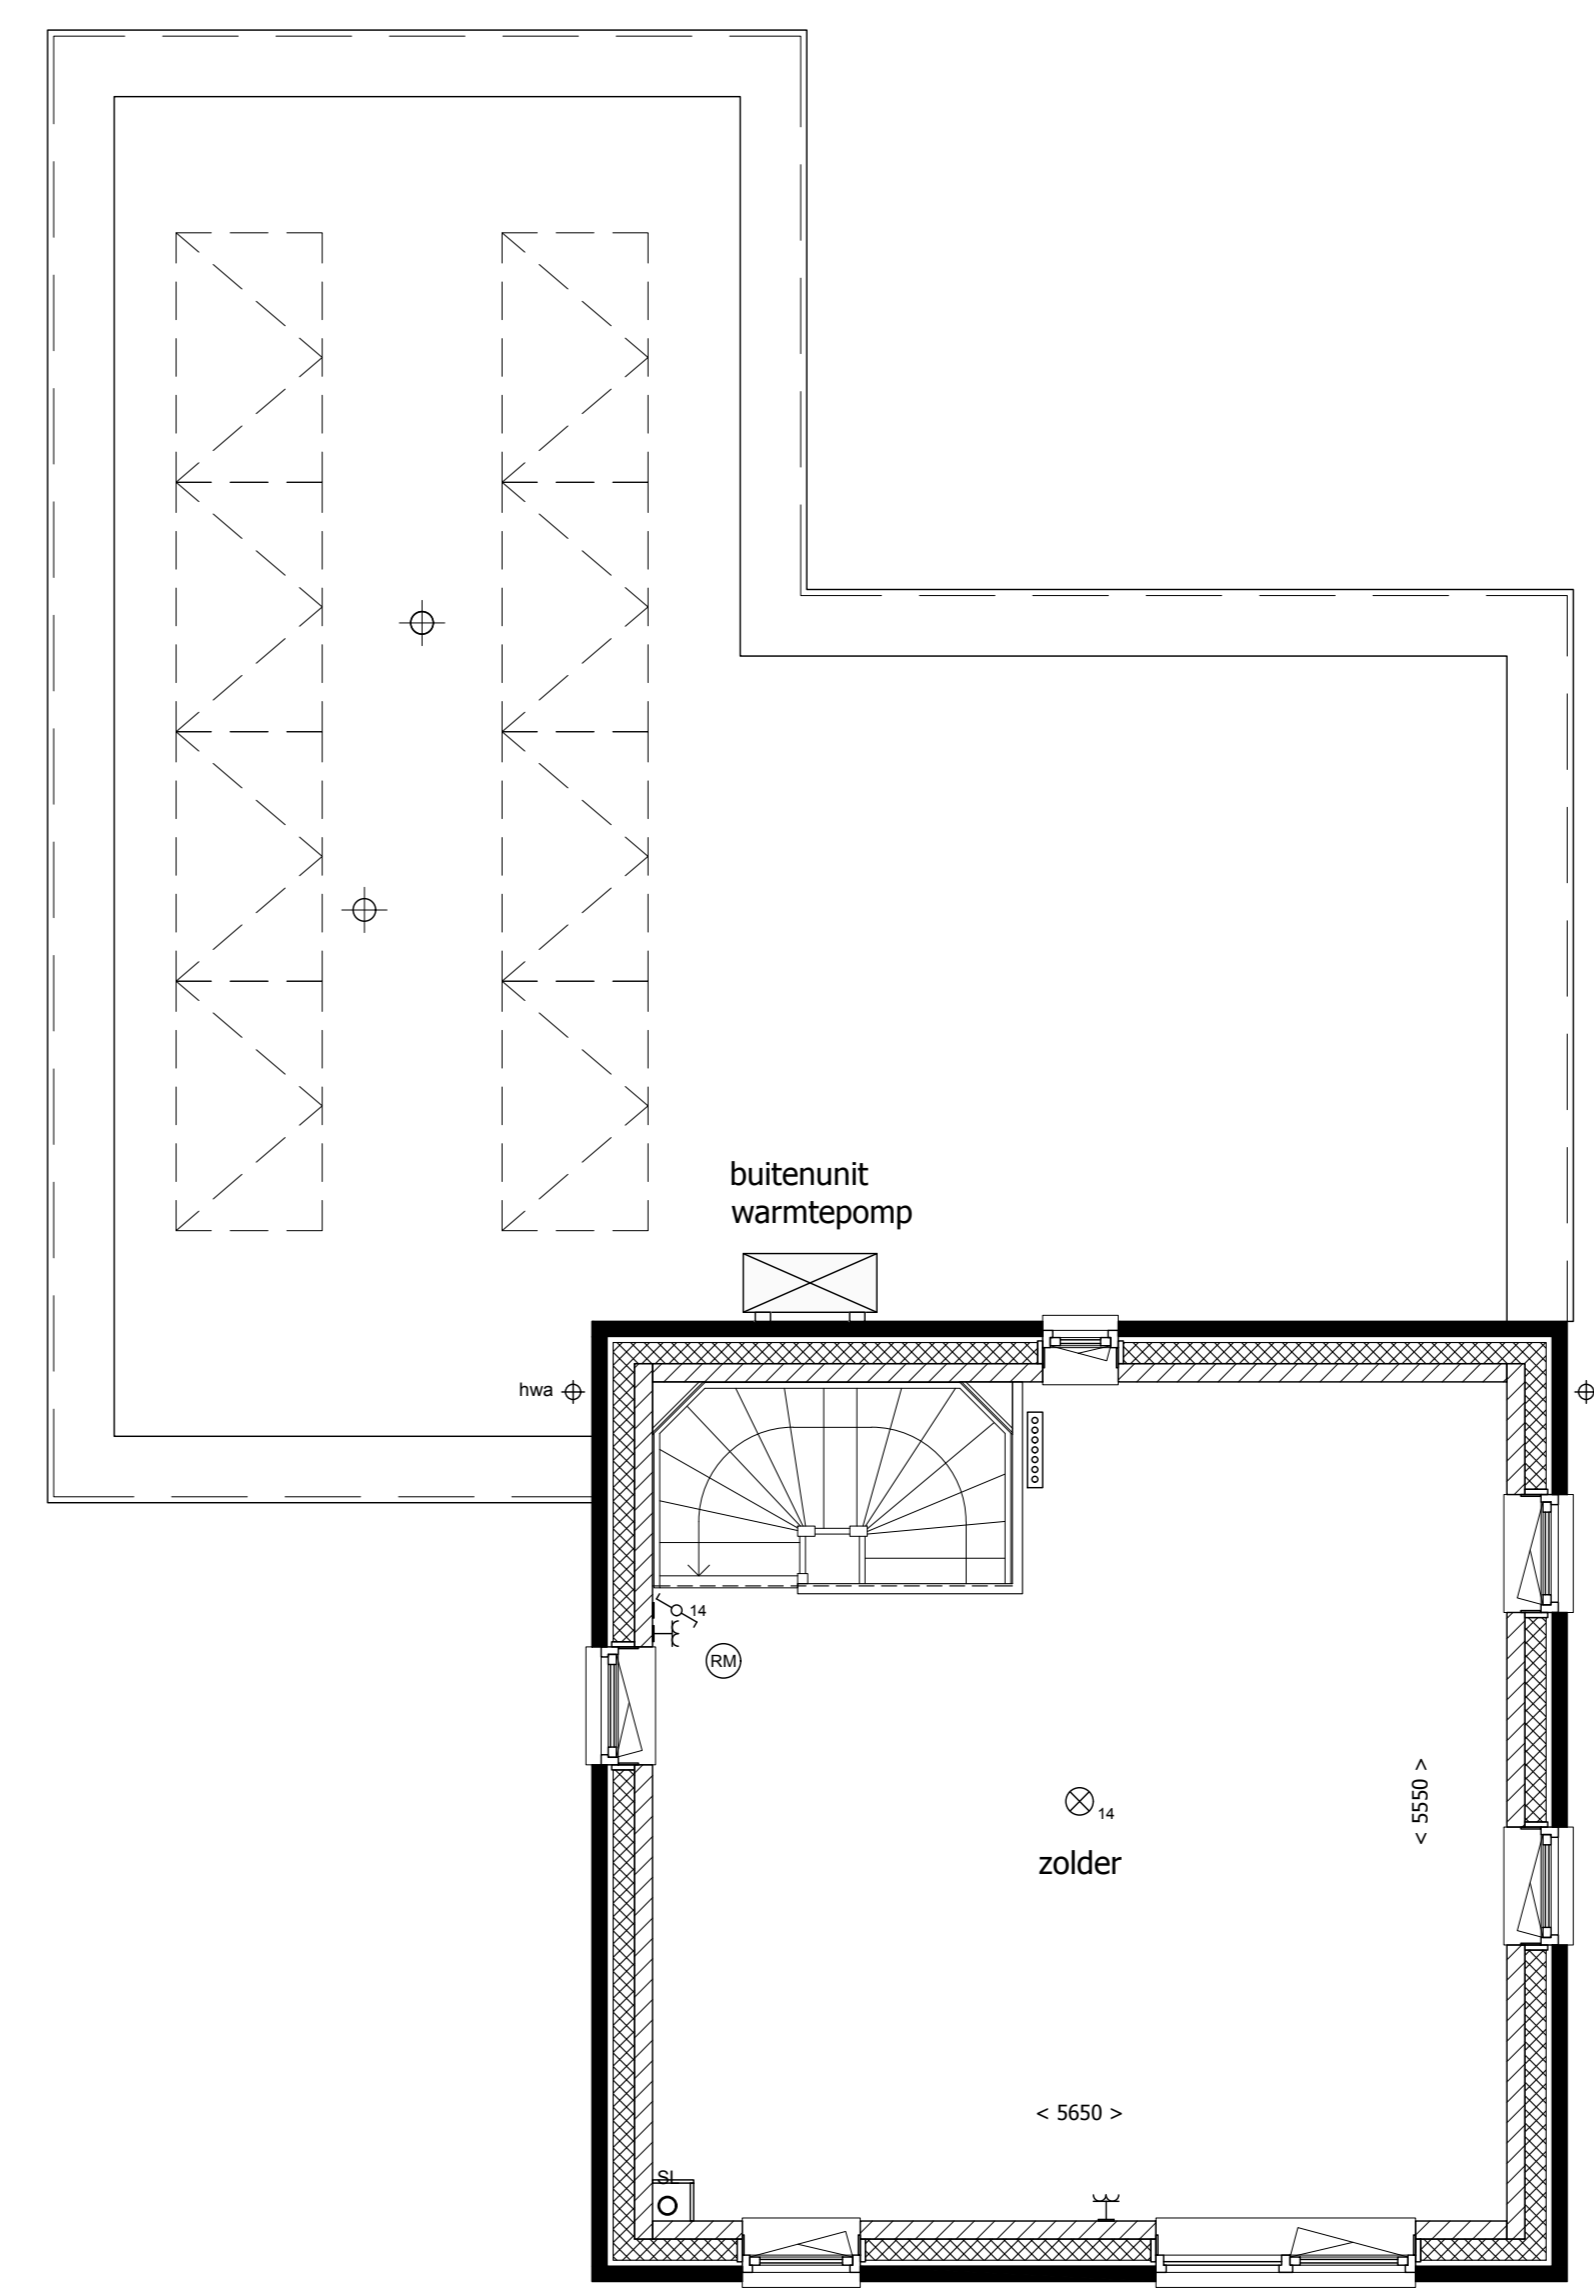 buitenunit
warmtepomp
hwa
14
RM
< 5550 >
14
zolder
< 5650 >
SL